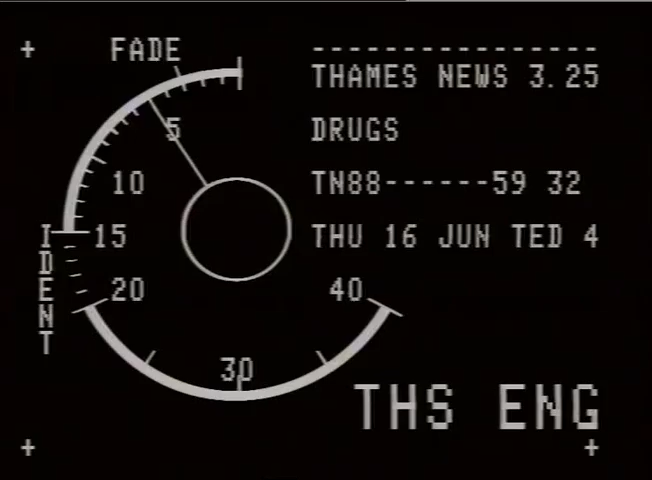 FADE
----------------
THAMES NEWS 3.25
DRUGS
TN88------59 32
THU 16 JUN TED 4
5
10
15
20
30
40
IDENT
THS ENG